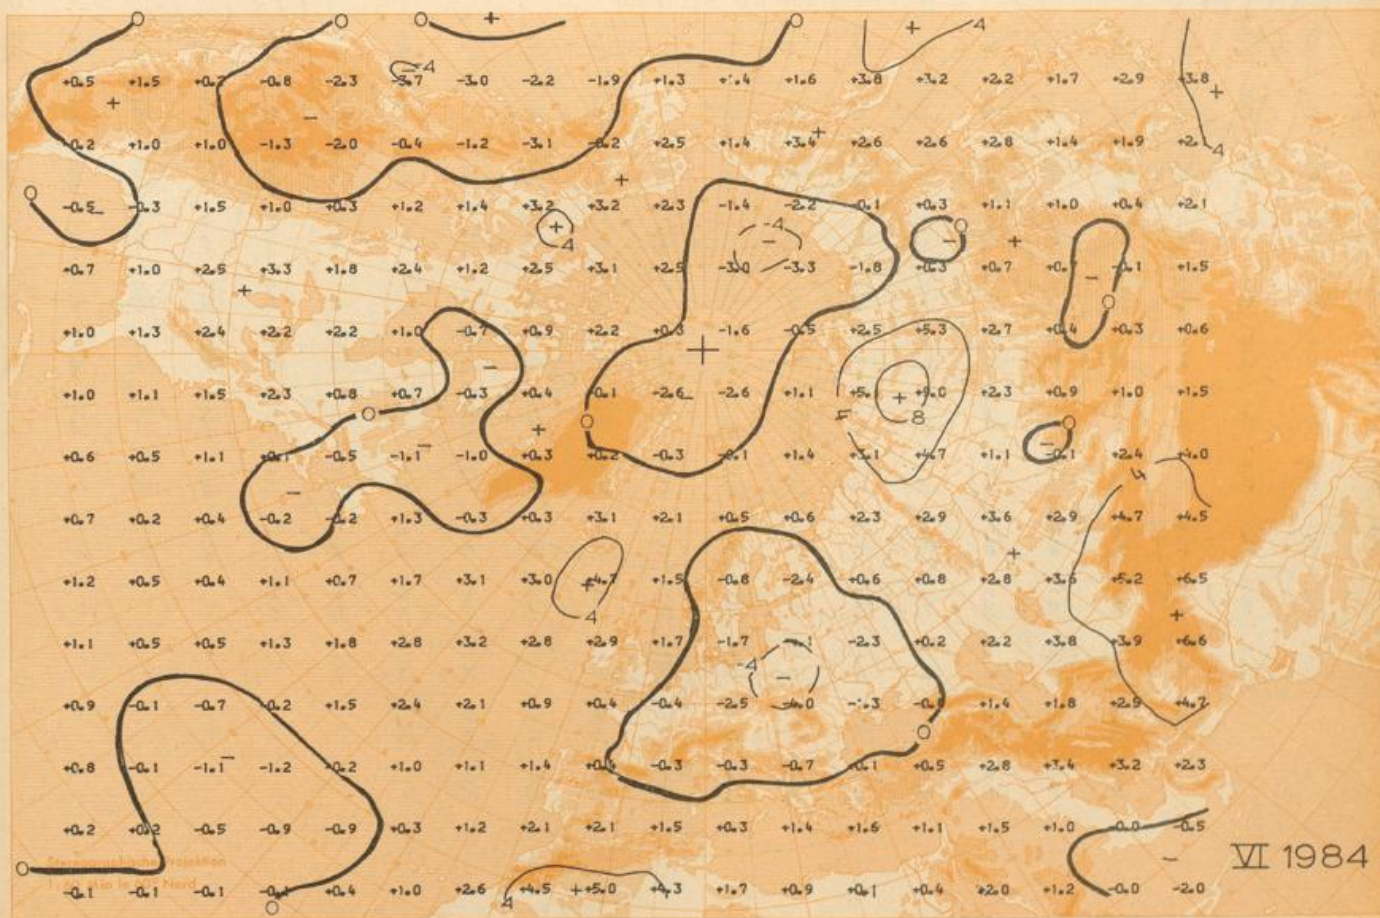 O O O + + 4
+0.5 +1.5 +0.2 -0.8 -2.3 -3.7 -3.0 -2.2 -1.9 +1.3 +1.4 +1.6 +3.8 +3.2 +2.2 +1.7 +2.9 +3.8
-0.2 +1.0 +1.0 -1.3 -2.0 -0.4 -1.2 -3.1 -0.2 +2.5 +1.4 +3.4 +2.6 +2.6 +2.8 +1.4 +1.9 +2.1
-0.5 -0.3 +1.5 +1.0 +0.3 +1.2 +1.4 +3.2 +3.2 +2.3 -1.4 -2.2 -0.1 +0.3 +1.1 +1.0 +0.4 +2.1
+0.7 +1.0 +2.5 +3.3 +1.8 +2.4 +1.2 +2.5 +3.1 +2.5 -3.0 -3.3 -1.8 +0.3 +0.7 +0.7 -0.1 +1.5
+1.0 +1.3 +2.4 +2.2 +2.2 +1.0 -0.7 +0.9 +2.2 +0.3 -1.6 -0.5 +2.5 +5.3 +2.7 +0.4 +0.3 +0.6
+1.0 +1.1 +1.5 +2.3 +0.8 +0.7 -0.3 +0.4 -0.1 -2.6 -2.6 +1.1 +5.1 +9.0 +2.3 +0.9 +1.0 +1.5
+0.6 +0.5 +1.1 +0.1 -0.5 -1.1 -1.0 +0.3 +0.2 -0.3 -0.1 +1.4 +3.1 +4.7 +1.1 -0.1 +2.4 +4.0
+0.7 +0.2 +0.4 -0.2 -0.2 +1.3 -0.3 +0.3 +3.1 +2.1 +0.5 +0.6 +2.3 +2.9 +3.6 +2.9 +4.7 +4.5
+1.2 +0.5 +0.4 +1.1 +0.7 +1.7 +3.1 +3.0 +4.7 +1.5 -0.8 -2.4 +0.6 +0.8 +2.8 +3.6 +5.2 +6.5
+1.1 +0.5 +0.5 +1.3 +1.8 +2.8 +3.2 +2.8 +2.9 +1.7 -1.7 -4.1 -2.3 +0.2 +2.2 +3.8 +3.9 +6.6
+0.9 -0.1 -0.7 -0.2 +1.5 +2.4 +2.1 +0.9 +0.4 -0.4 -2.5 -4.0 -1.3 +1.4 +1.8 +2.9 +4.7
+0.8 -0.1 -1.1 -1.2 -0.2 +1.0 +1.1 +1.4 +0.4 -0.3 -0.3 -0.7 +0.1 +0.5 +2.8 +3.4 +3.2 +2.3
+0.2 +0.2 -0.5 -0.9 -0.9 +0.3 +1.2 +2.1 +2.1 +1.5 +0.3 +1.4 +1.6 +1.1 +1.5 +1.0 -0.0 -0.5
Stereographische Projektion
VI 1984
-0.1 -0.1 -0.1 -0.1 +0.4 +1.0 +2.6 +4.5 +5.0 +4.3 +1.7 +0.9 +0.1 +0.4 +2.0 +1.2 -0.0 -2.0